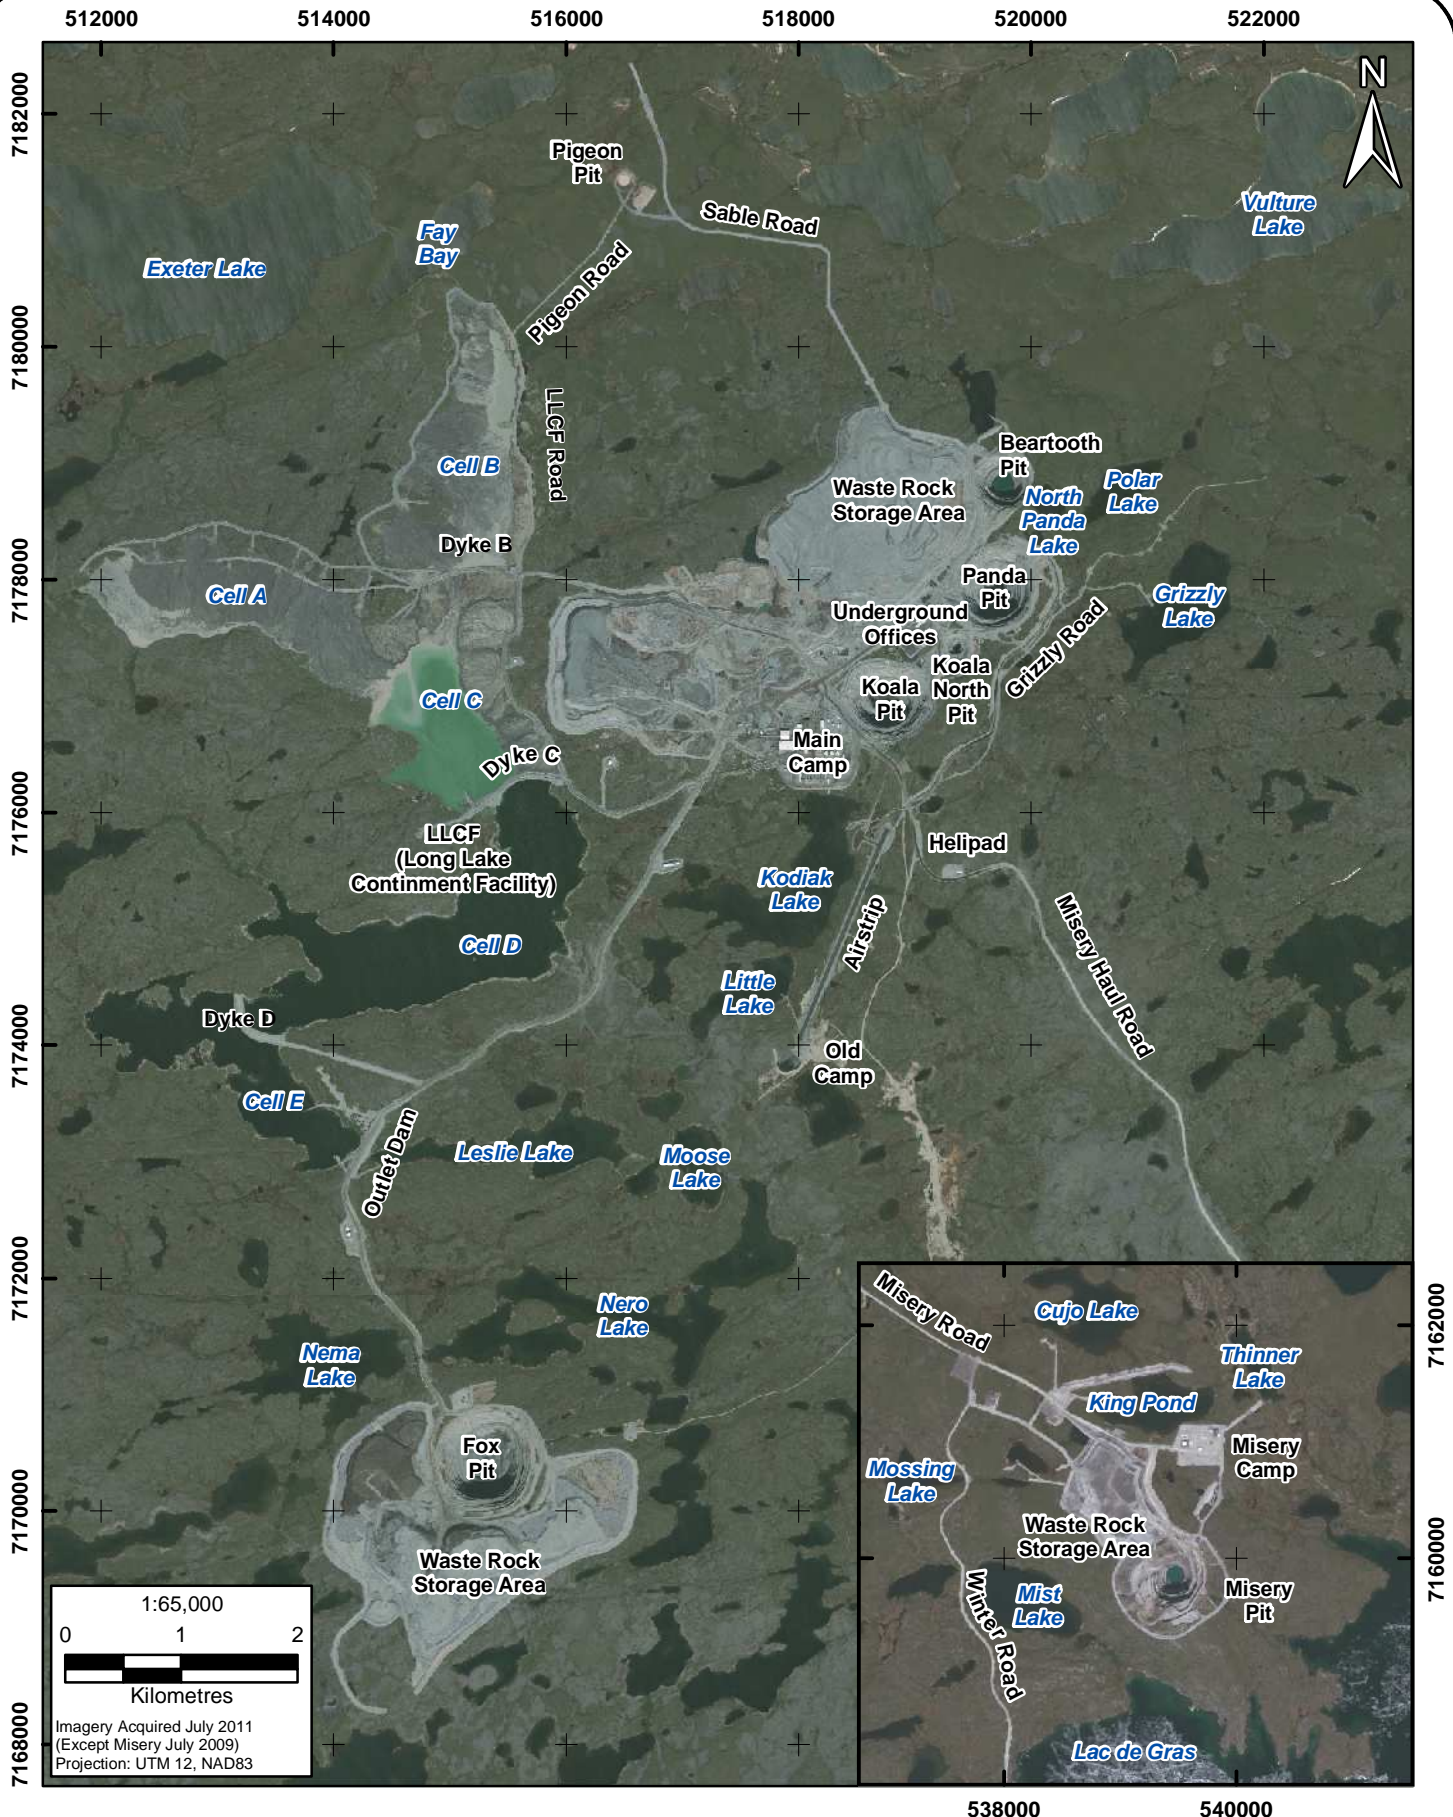 512000
514000
516000
518000
520000
522000
7182000
7180000
7178000
7176000
7174000
7172000
7170000
7168000
N
Pigeon
Pit
Sable Road
Vulture
Lake
Fay
Bay
Exeter Lake
Pigeon Road
LLCF Road
Cell B
Beartooth
Pit
Waste Rock
Storage Area
North
Panda
Lake
Polar
Lake
Dyke B
Cell A
Panda
Pit
Grizzly
Lake
Underground
Offices
Grizzly Road
Koala
Pit
Koala
North
Pit
Cell C
Main
Camp
Dyke C
LLCF
(Long Lake
Continment Facility)
Helipad
Kodiak
Lake
Airstrip
Misery Haul Road
Cell D
Little
Lake
Dyke D
Old
Camp
Cell E
Outlet Dam
Leslie Lake
Moose
Lake
Nero
Lake
Nema
Lake
Fox
Pit
Waste Rock
Storage Area
1:65,000
0 1 2
Kilometres
Imagery Acquired July 2011
(Except Misery July 2009)
Projection: UTM 12, NAD83
Misery Road
Cujo Lake
Thinner
Lake
King Pond
Misery
Camp
Mossing
Lake
Waste Rock
Storage Area
Mist
Lake
Misery
Pit
Winter Road
Lac de Gras
7162000
7160000
538000
540000